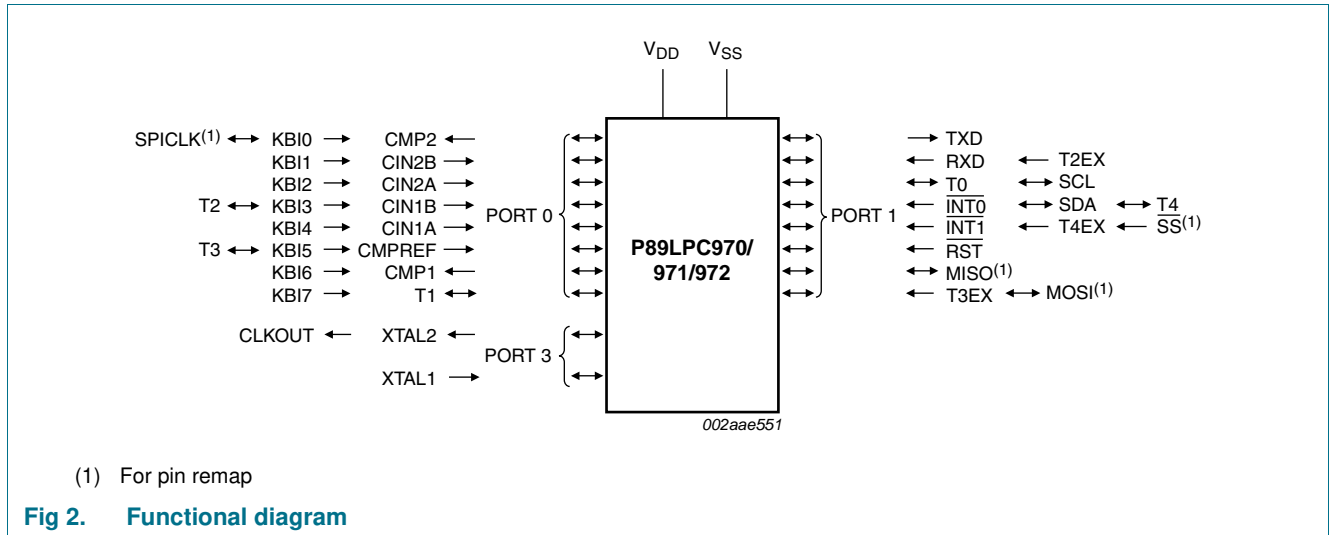 VDD VSS
SPICLK(1) KBI0 CMP2 TXD
KBI1 CIN2B RXD T2EX
KBI2 CIN2A T0 SCL
T2 KBI3 CIN1B INT0 SDA T4
PORT 0 PORT 1
KBI4 CIN1A INT1 T4EX SS(1)
P89LPC970/
971/972
T3 KBI5 CMPREF RST
KBI6 CMP1 MISO(1)
KBI7 T1 T3EX MOSI(1)
CLKOUT XTAL2
PORT 3
XTAL1
002aae551
(1) For pin remap
Fig 2. Functional diagram